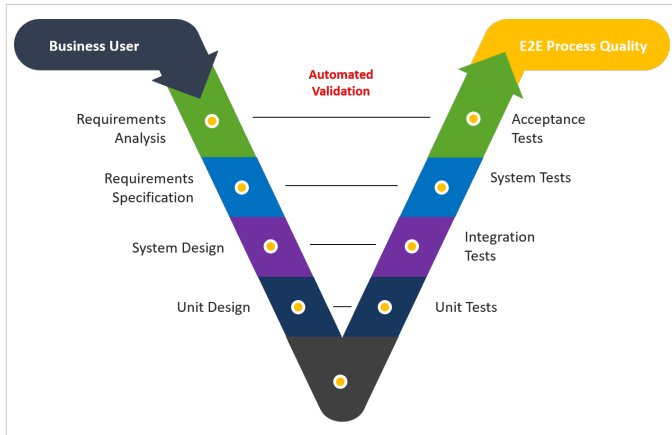 Business User
E2E Process Quality
Automated
Validation
Requirements
Analysis
Acceptance
Tests
Requirements
Specification
System Tests
System Design
Integration
Tests
Unit Design
Unit Tests